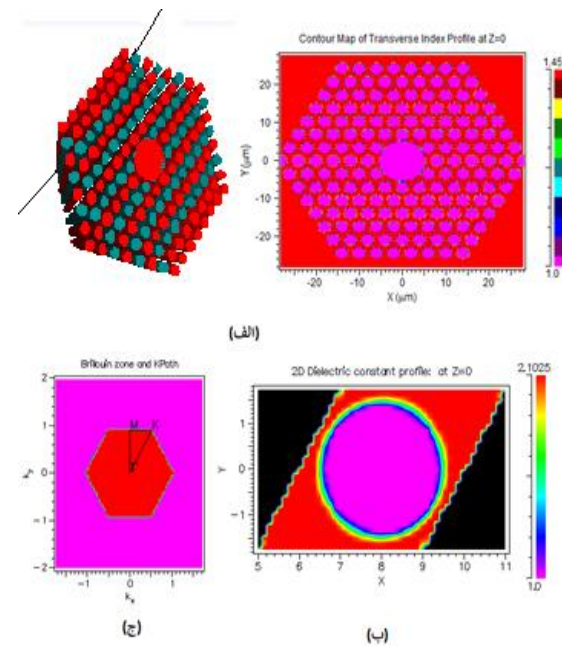 Contour Map of Transverse Index Profile at Z=0
1.45
20
10
0
-10
-20
Y (μm)
1.0
-20 -10 0 10 20
X (μm)
(الف)
Brillouin zone and KPath
2
1
0
-1
-2
M K
k
-1 0 1
k
(ج)
2D Dielectric constant profile: at Z=0
2.1025
1
0
-1
Y
1.0
5 6 7 8 9 10 11
X
(ب)